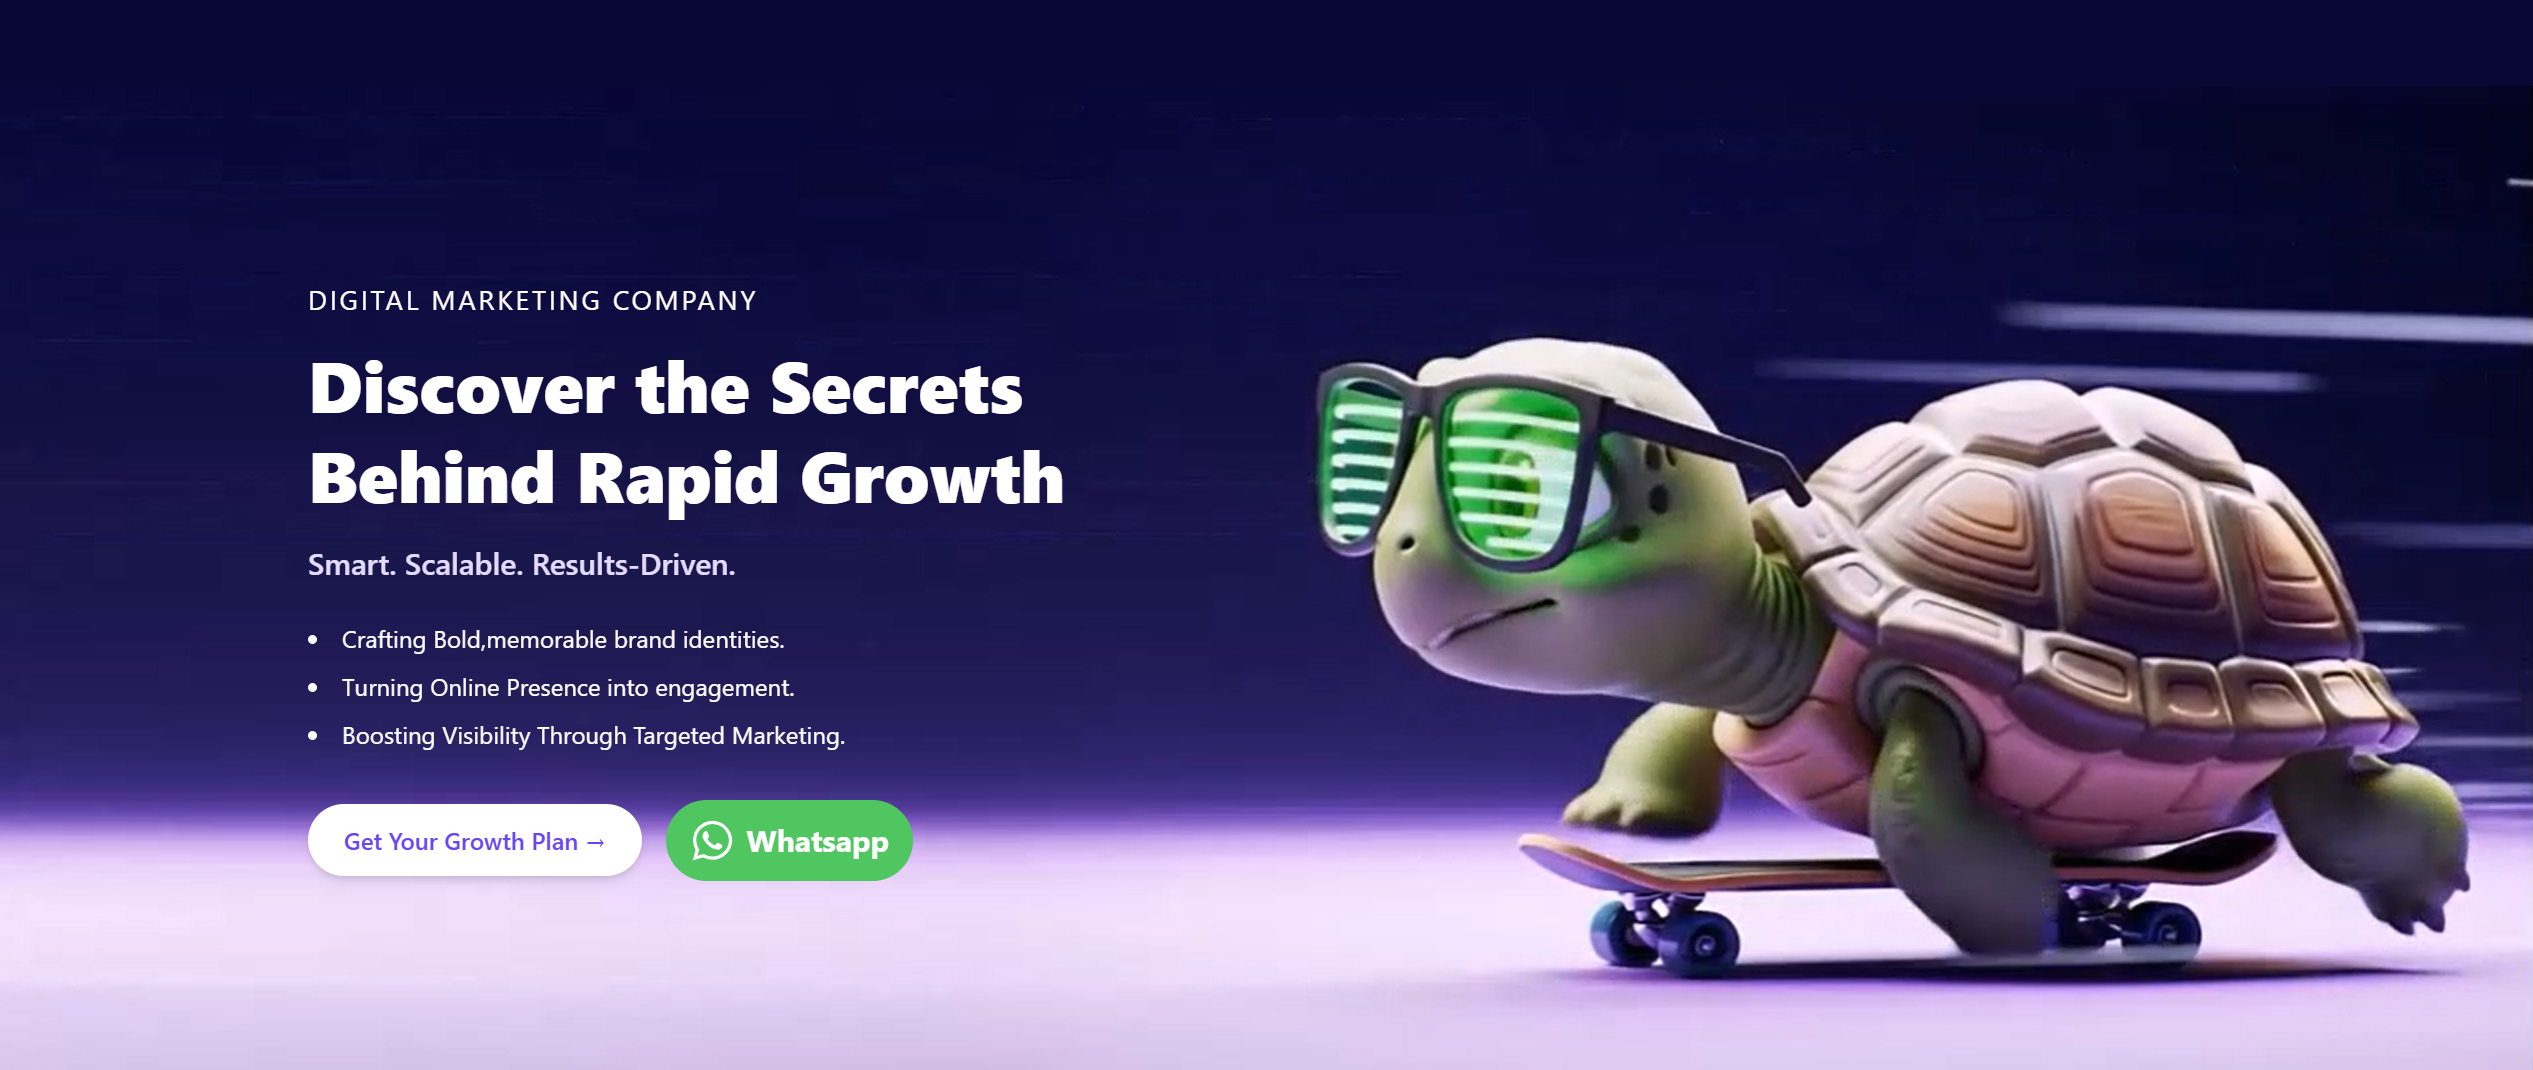 DIGITAL MARKETING COMPANY
Discover the Secrets
Behind Rapid Growth
Smart. Scalable. Results-Driven.
• Crafting Bold,memorable brand identities.
• Turning Online Presence into engagement.
• Boosting Visibility Through Targeted Marketing.
Get Your Growth Plan →
Whatsapp